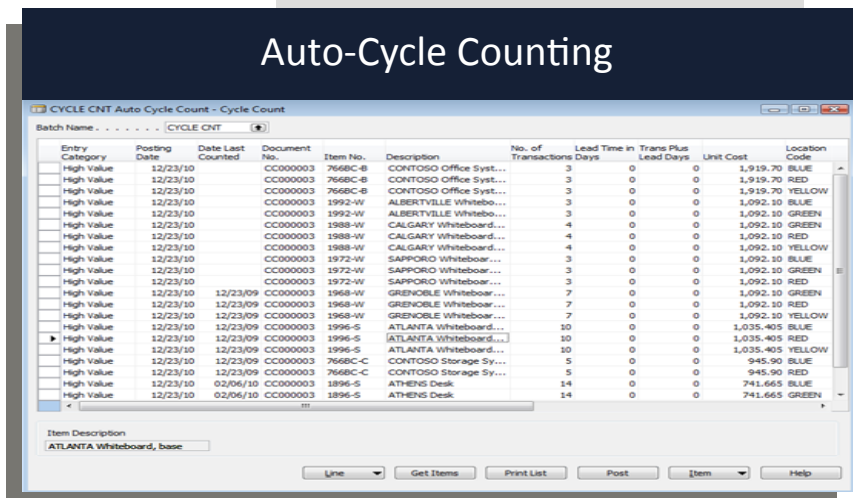 Auto-Cycle Counting
CYCLE CNT Auto Cycle Count - Cycle Count
Batch Name . . . . . . . CYCLE CNT
Entry Category Posting Date Date Last Counted Document No. Item No. Description No. of Transactions Lead Time in Days Trans Plus Lead Days Unit Cost Location Code
High Value 12/23/10 CC000003 766BC-B CONTOSO Office Syst... 3 0 0 1,919.70 BLUE
High Value 12/23/10 CC000003 766BC-B CONTOSO Office Syst... 3 0 0 1,919.70 RED
High Value 12/23/10 CC000003 766BC-B CONTOSO Office Syst... 3 0 0 1,919.70 YELLOW
High Value 12/23/10 CC000003 1992-W ALBERTVILLE Whitebo... 3 0 0 1,092.10 BLUE
High Value 12/23/10 CC000003 1992-W ALBERTVILLE Whitebo... 3 0 0 1,092.10 GREEN
High Value 12/23/10 CC000003 1988-W CALGARY Whiteboard... 4 0 0 1,092.10 GREEN
High Value 12/23/10 CC000003 1988-W CALGARY Whiteboard... 4 0 0 1,092.10 RED
High Value 12/23/10 CC000003 1988-W CALGARY Whiteboard... 4 0 0 1,092.10 YELLOW
High Value 12/23/10 CC000003 1972-W SAPPORO Whiteboar... 3 0 0 1,092.10 BLUE
High Value 12/23/10 CC000003 1972-W SAPPORO Whiteboar... 3 0 0 1,092.10 GREEN
High Value 12/23/10 CC000003 1972-W SAPPORO Whiteboar... 3 0 0 1,092.10 RED
High Value 12/23/10 12/23/09 CC000003 1968-W GRENOBLE Whiteboar... 7 0 0 1,092.10 GREEN
High Value 12/23/10 12/23/09 CC000003 1968-W GRENOBLE Whiteboar... 7 0 0 1,092.10 RED
High Value 12/23/10 12/23/09 CC000003 1968-W GRENOBLE Whiteboar... 7 0 0 1,092.10 YELLOW
High Value 12/23/10 12/23/09 CC000003 1996-S ATLANTA Whiteboard... 10 0 0 1,035.405 BLUE
High Value 12/23/10 12/23/09 CC000003 1996-S ATLANTA Whiteboard... 10 0 0 1,035.405 RED
High Value 12/23/10 12/23/09 CC000003 1996-S ATLANTA Whiteboard... 10 0 0 1,035.405 YELLOW
High Value 12/23/10 12/23/09 CC000003 766BC-C CONTOSO Storage Sy... 5 0 0 945.90 BLUE
High Value 12/23/10 12/23/09 CC000003 766BC-C CONTOSO Storage Sy... 5 0 0 945.90 RED
High Value 12/23/10 02/06/10 CC000003 1896-S ATHENS Desk 14 0 0 741.665 BLUE
High Value 12/23/10 02/06/10 CC000003 1896-S ATHENS Desk 14 0 0 741.665 GREEN
Item Description
ATLANTA Whiteboard, base
Line Get Items Print List Post Item Help